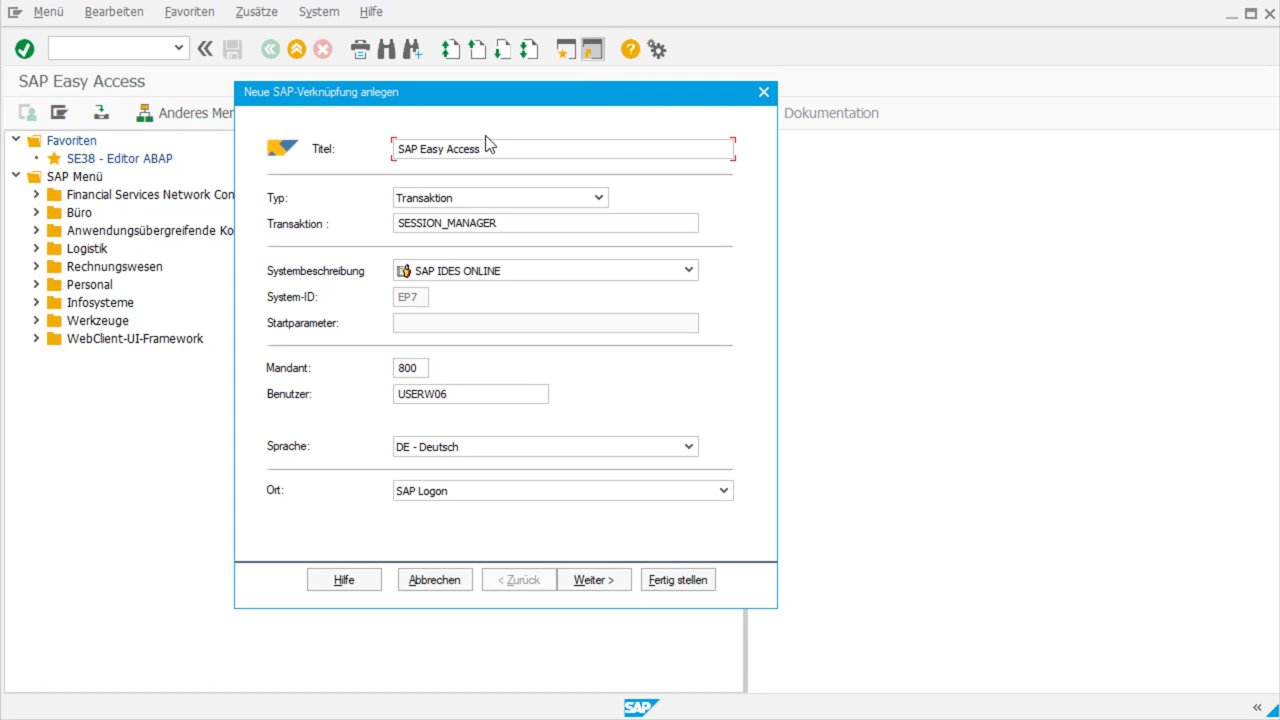 Menü Bearbeiten Favoriten Zusätze System Hilfe
SAP Easy Access
Anderes Mer
Dokumentation
Favoriten
SE38 - Editor ABAP
SAP Menü
Financial Services Network Con
Büro
Anwendungsübergreifende Ko
Logistik
Rechnungswesen
Personal
Infosysteme
Werkzeuge
WebClient-UI-Framework
Neue SAP-Verknüpfung anlegen
Titel: SAP Easy Access
Typ: Transaktion
Transaktion : SESSION_MANAGER
Systembeschreibung SAP IDES ONLINE
System-ID: EP7
Startparameter:
Mandant: 800
Benutzer: USERW06
Sprache: DE - Deutsch
Ort: SAP Logon
Hilfe Abbrechen < Zurück Weiter > Fertig stellen
SAP